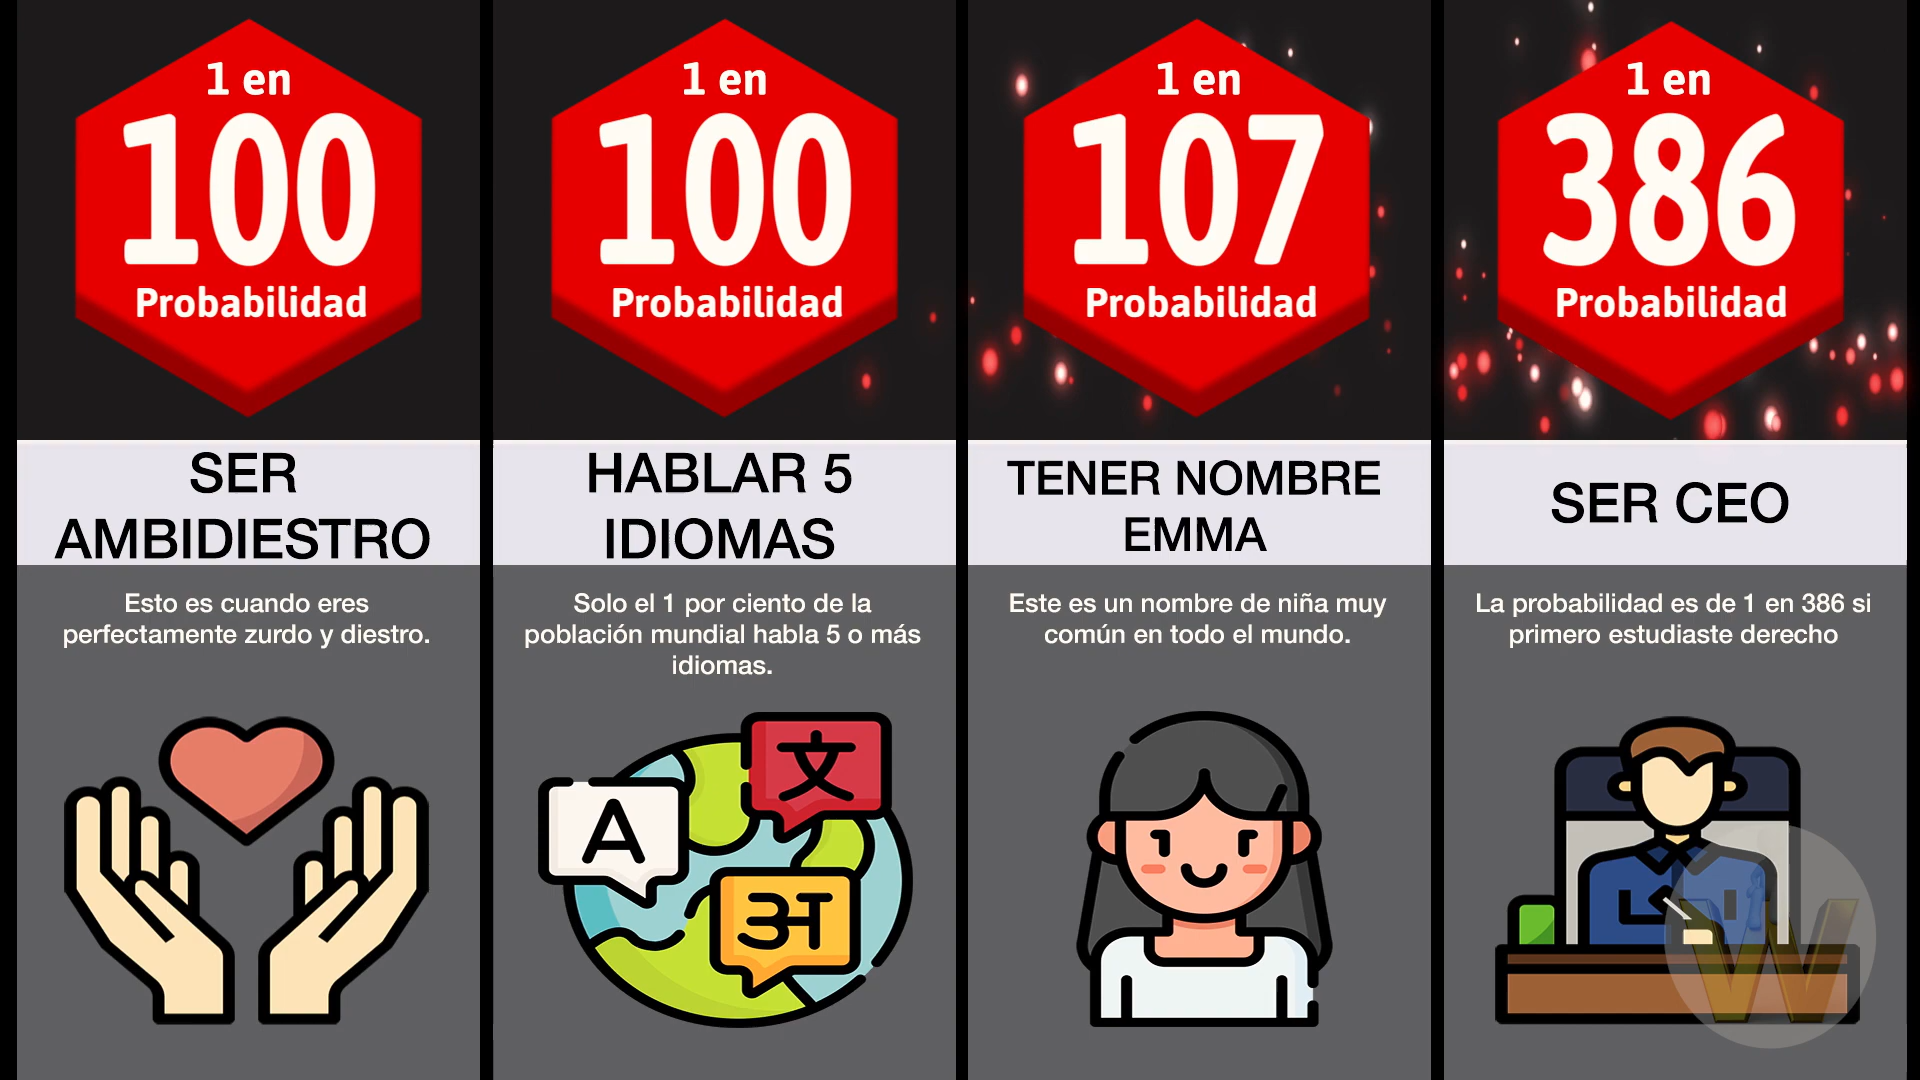 1 en
100
Probabilidad
SER
AMBIDIESTRO
Esto es cuando eres
perfectamente zurdo y diestro.
1 en
100
Probabilidad
HABLAR 5
IDIOMAS
Solo el 1 por ciento de la
población mundial habla 5 o más
idiomas.
A
文
अ
1 en
107
Probabilidad
TENER NOMBRE
EMMA
Este es un nombre de niña muy
común en todo el mundo.
1 en
386
Probabilidad
SER CEO
La probabilidad es de 1 en 386 si
primero estudiaste derecho
W